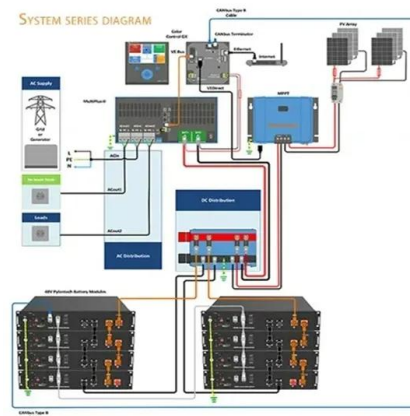 SYSTEM SERIES DIAGRAM
CANbus Type B
Cable
Color
Control GX
CANbus Terminator
VE Bus
Ethernet
Internet
PV Array
AC Supply
Grid
or
Generator
MultiPlus-II
VE.Direct
MPPT
L
PE
N
ACin
ACout1
Loads
ACout2
AC Distribution
DC Distribution
48V Pylontech Battery Modules
CANbus Type B